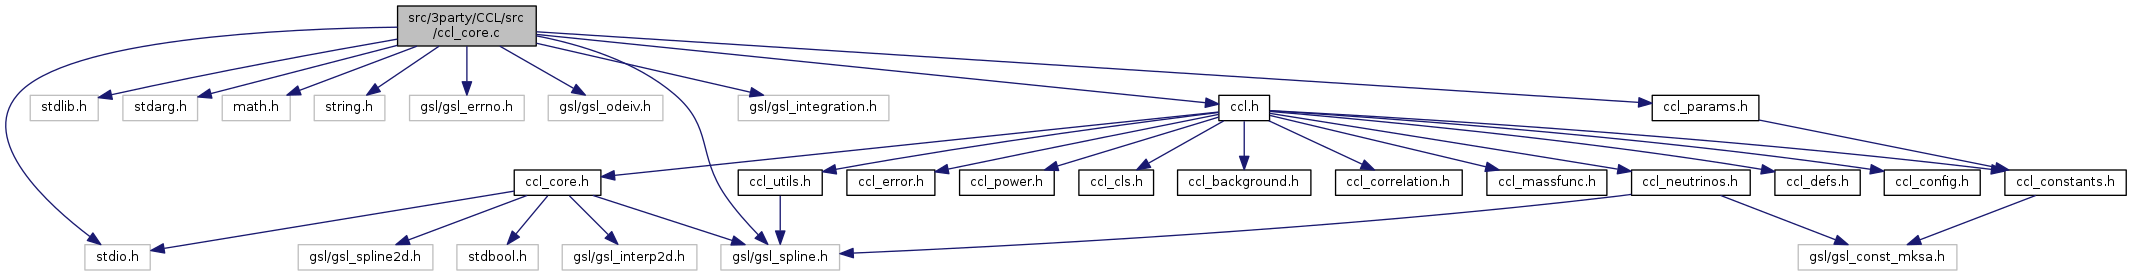 src/3party/CCL/src
/ccl_core.c
stdlib.h
stdarg.h
math.h
string.h
gsl/gsl_errno.h
gsl/gsl_odeiv.h
gsl/gsl_integration.h
ccl.h
ccl_params.h
ccl_core.h
ccl_utils.h
ccl_error.h
ccl_power.h
ccl_cls.h
ccl_background.h
ccl_correlation.h
ccl_massfunc.h
ccl_neutrinos.h
ccl_defs.h
ccl_config.h
ccl_constants.h
stdio.h
gsl/gsl_spline2d.h
stdbool.h
gsl/gsl_interp2d.h
gsl/gsl_spline.h
gsl/gsl_const_mksa.h